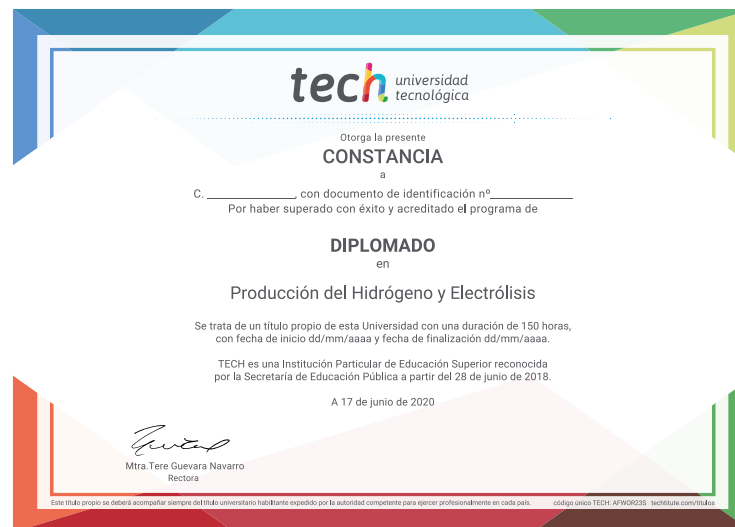 tech universidad
tecnológica
Otorga la presente
CONSTANCIA
a
C. ________________, con documento de identificación nº______________
Por haber superado con éxito y acreditado el programa de
DIPLOMADO
en
Producción del Hidrógeno y Electrólisis
Se trata de un título propio de esta Universidad con una duración de 150 horas,
con fecha de inicio dd/mm/aaaa y fecha de finalización dd/mm/aaaa.
TECH es una Institución Particular de Educación Superior reconocida
por la Secretaría de Educación Pública a partir del 28 de junio de 2018.
A 17 de junio de 2020
Mtra.Tere Guevara Navarro
Rectora
Este título propio se deberá acompañar siempre del título universitario habilitante expedido por la autoridad competente para ejercer profesionalmente en cada país. código único TECH: AFWOR23S techtitute.com/titulos